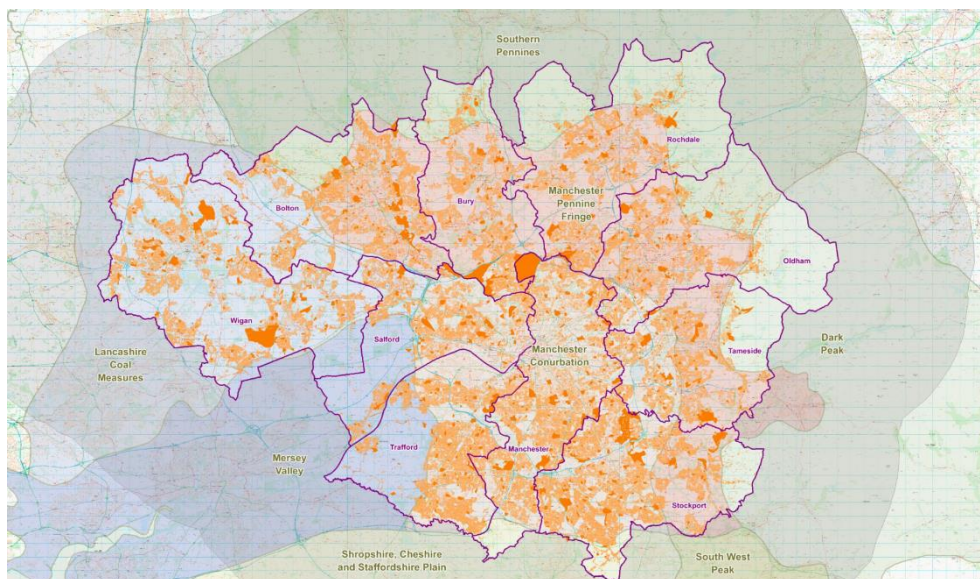 Southern
Pennines
Rochdale
Bury
Manchester
Pennine
Fringe
Bolton
Oldham
Wigan
Salford
Lancashire
Coal
Measures
Manchester
Conurbation
Tameside
Dark
Peak
Mersey
Valley
Trafford
Manchester
Stockport
Shropshire, Cheshire
and Staffordshire Plain
South West
Peak